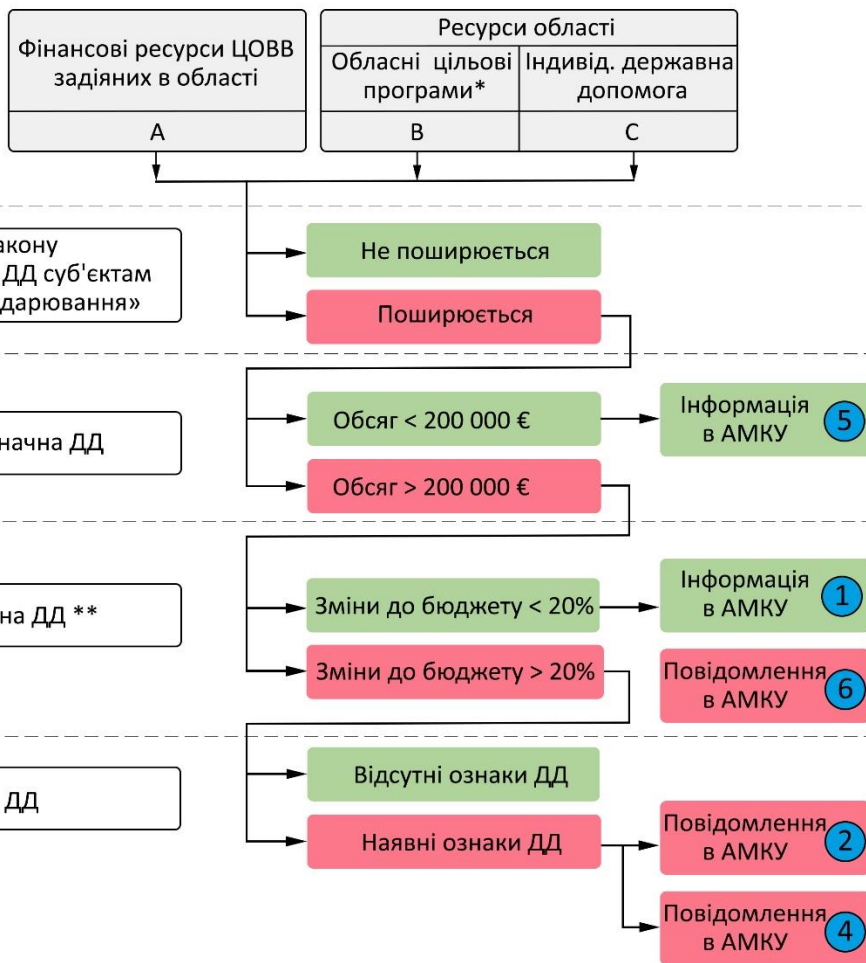 Фінансові ресурси ЦОВВ
задіяних в області
А
Ресурси області
Обласні цільові
програми*
В
Індивід. державна
допомога
С
акону
ДД суб'єктам
дарювання»
Не поширюється
Поширюється
начна ДД
Обсяг < 200 000 €
Обсяг > 200 000 €
Інформація
в АМКУ
5
на ДД **
Зміни до бюджету < 20%
Зміни до бюджету > 20%
Інформація
в АМКУ
1
Повідомлення
в АМКУ
6
ДД
Відсутні ознаки ДД
Наявні ознаки ДД
Повідомлення
в АМКУ
2
Повідомлення
в АМКУ
4